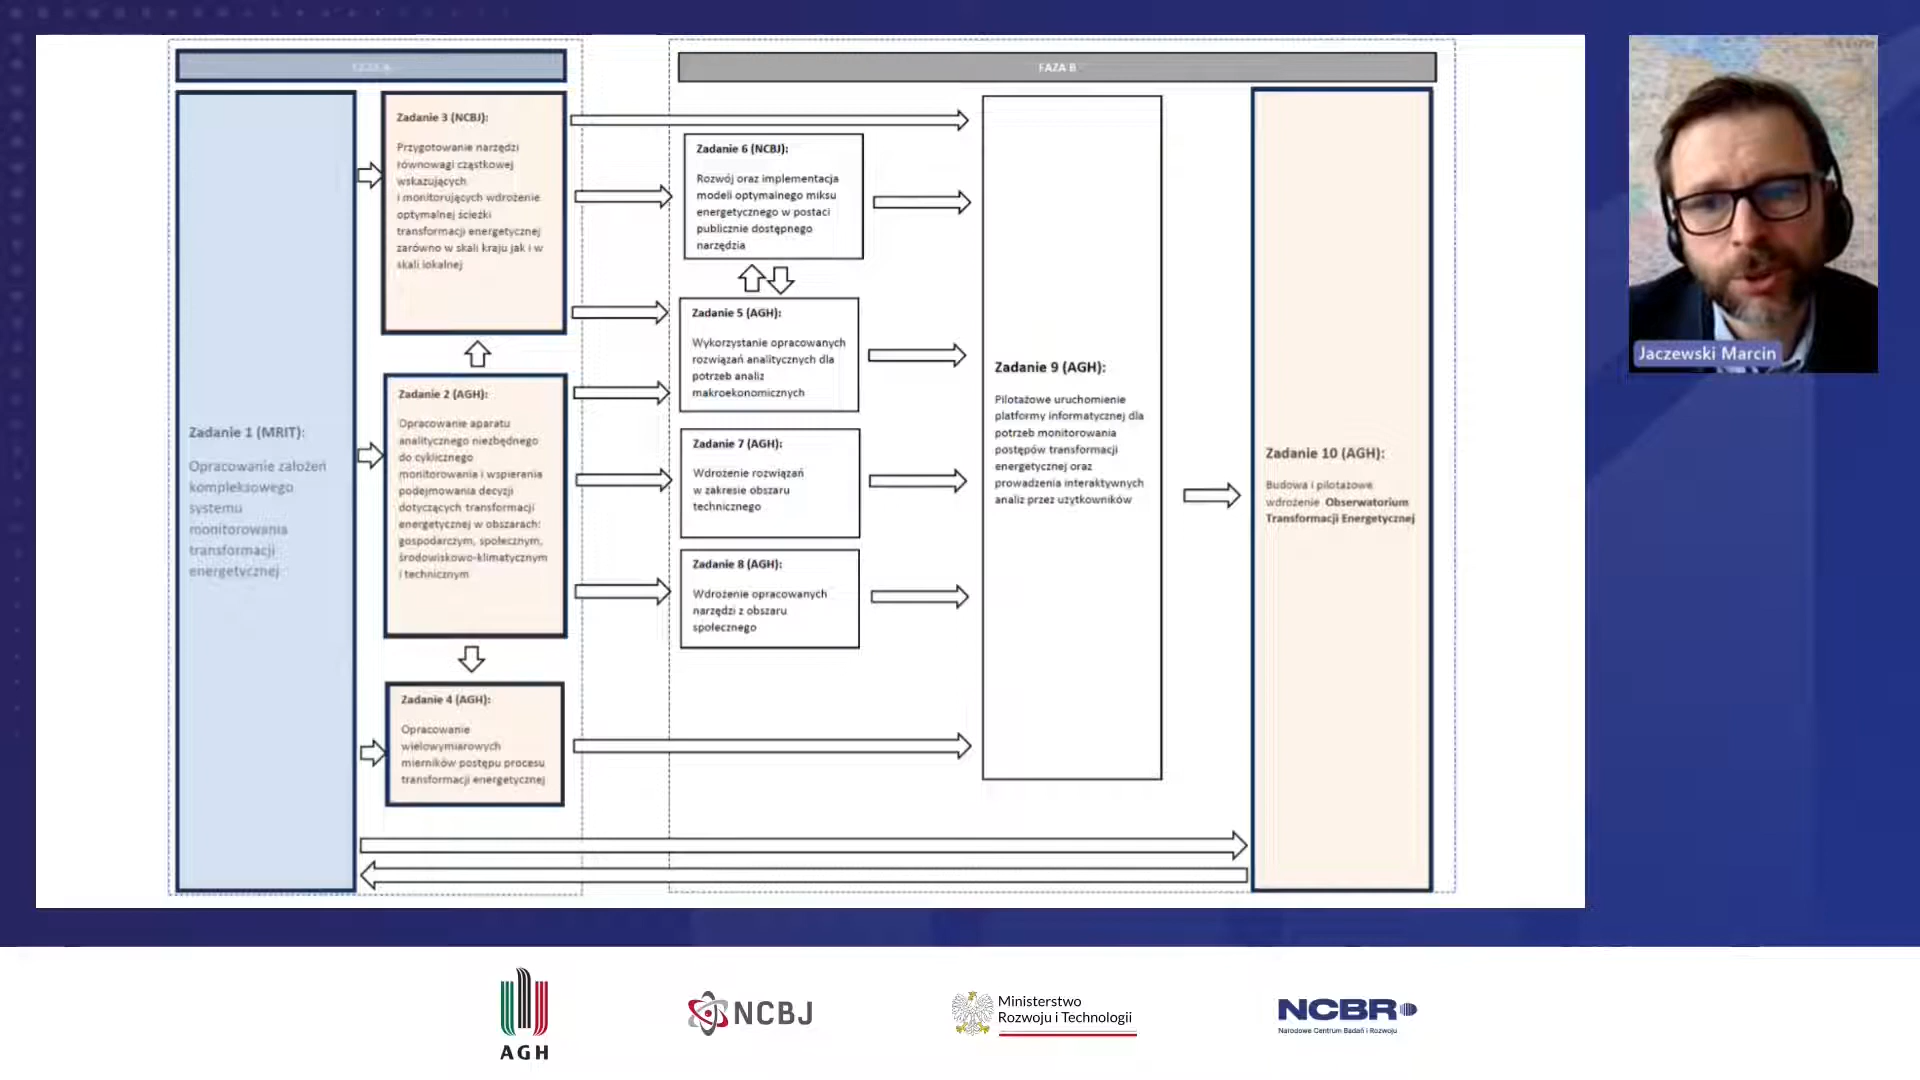 FAZA A
FAZA B
Zadanie 1 (MRIT):
Opracowanie założeń
kompleksowego
systemu
monitorowania
transformacji
energetycznej
Zadanie 3 (NCBJ):
Przygotowanie narzędzi
równowagi cząstkowej
wskazujących
i monitorujących wdrożenie
optymalnej ścieżki
transformacji energetycznej
zarówno w skali kraju jak i w
skali lokalnej
Zadanie 2 (AGH):
Opracowanie aparatu
analitycznego niezbędnego
do cyklicznego
monitorowania i wspierania
podejmowania decyzji
dotyczących transformacji
energetycznej w obszarach:
gospodarczym, społecznym,
środowiskowo-klimatycznym
i technicznym
Zadanie 4 (AGH):
Opracowanie
wielowymiarowych
mierników postępu procesu
transformacji energetycznej
Zadanie 6 (NCBJ):
Rozwój oraz implementacja
modeli optymalnego miksu
energetycznego w postaci
publicznie dostępnego
narzędzia
Zadanie 5 (AGH):
Wykorzystanie opracowanych
rozwiązań analitycznych dla
potrzeb analiz
makroekonomicznych
Zadanie 7 (AGH):
Wdrożenie rozwiązań
w zakresie obszaru
technicznego
Zadanie 8 (AGH):
Wdrożenie opracowanych
narzędzi z obszaru
społecznego
Zadanie 9 (AGH):
Pilotażowe uruchomienie
platformy informatycznej dla
potrzeb monitorowania
postępów transformacji
energetycznej oraz
prowadzenia interaktywnych
analiz przez użytkowników
Zadanie 10 (AGH):
Budowa i pilotażowe
wdrożenie Obserwatorium
Transformacji Energetycznej
Jaczewski Marcin
AGH
NCBJ
Ministerstwo
Rozwoju i Technologii
NCBR
Narodowe Centrum Badań i Rozwoju